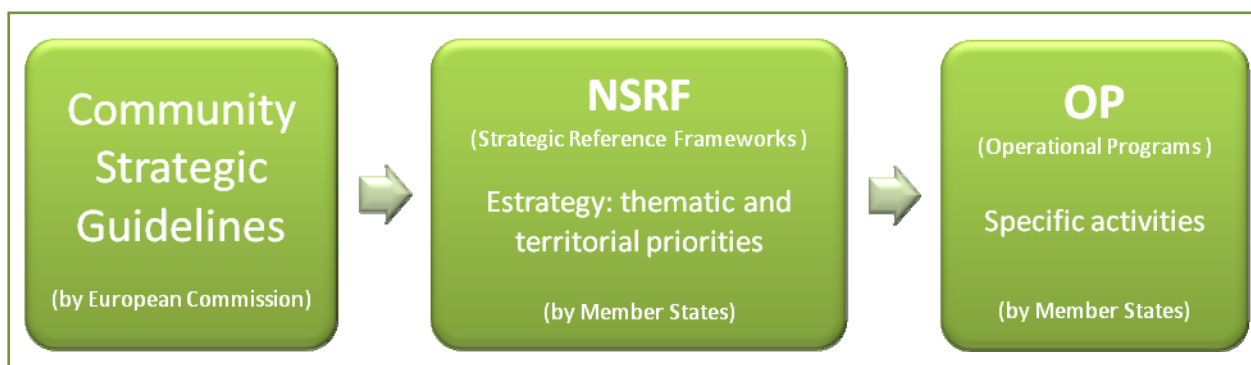 Community
Strategic
Guidelines
(by European Commission)
NSRF
(Strategic Reference Frameworks )
Estrategy: thematic and
territorial priorities
(by Member States)
OP
(Operational Programs )
Specific activities
(by Member States)